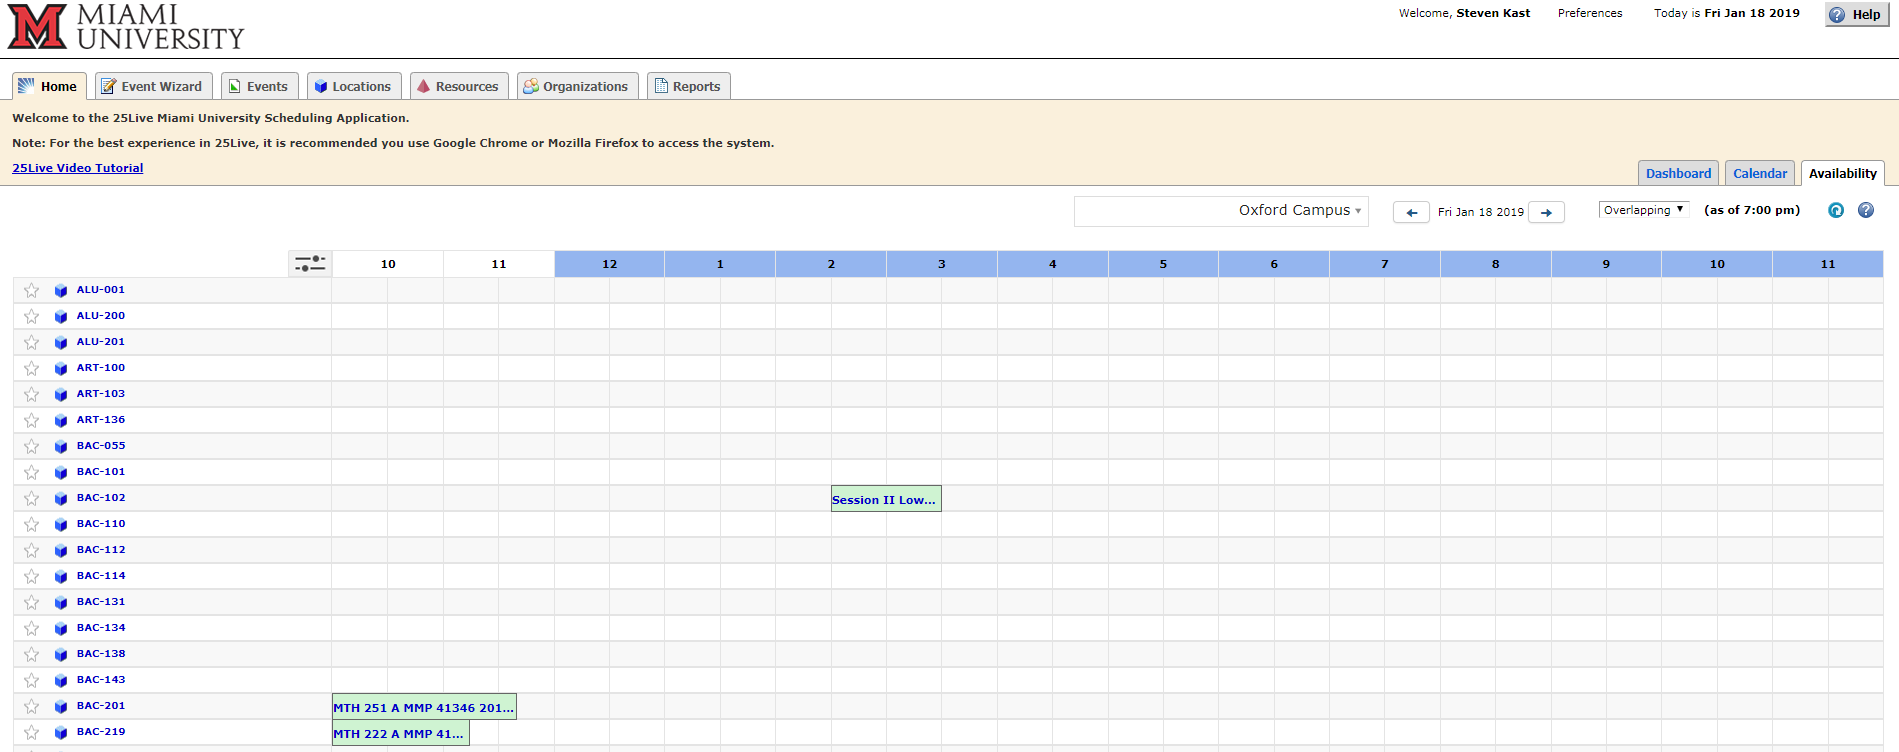 MIAMI
UNIVERSITY
Welcome, Steven Kast Preferences Today is Fri Jan 18 2019 Help
Home Event Wizard Events Locations Resources Organizations Reports
Welcome to the 25Live Miami University Scheduling Application.
Note: For the best experience in 25Live, it is recommended you use Google Chrome or Mozilla Firefox to access the system.
25Live Video Tutorial
Dashboard Calendar Availability
Oxford Campus Fri Jan 18 2019 Overlapping (as of 7:00 pm)
10 11 12 1 2 3 4 5 6 7 8 9 10 11
ALU-001
ALU-200
ALU-201
ART-100
ART-103
ART-136
BAC-055
BAC-101
BAC-102 Session II Low...
BAC-110
BAC-112
BAC-114
BAC-131
BAC-134
BAC-138
BAC-143
BAC-201 MTH 251 A MMP 41346 201...
BAC-219 MTH 222 A MMP 41...